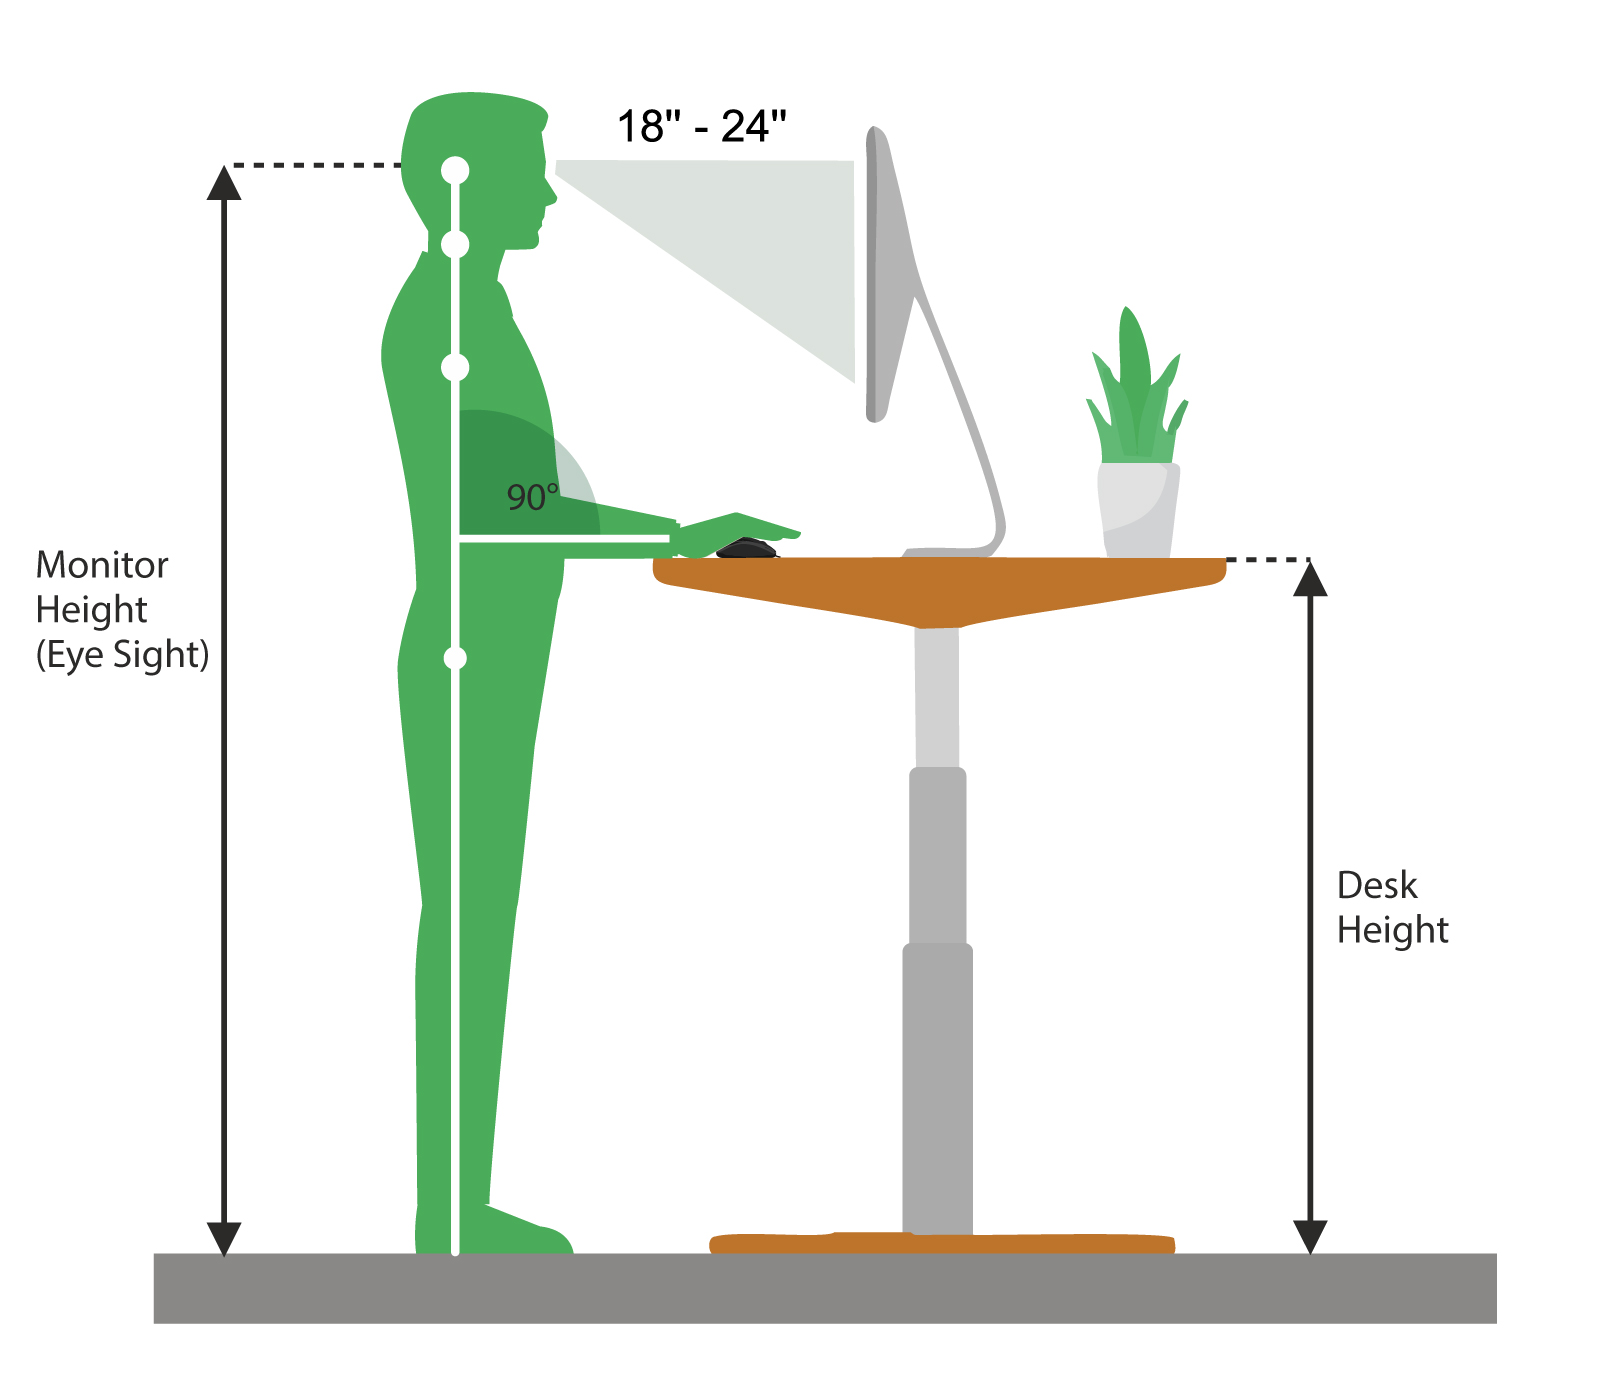 18" - 24"
90°
Monitor
Height
(Eye Sight)
Desk
Height